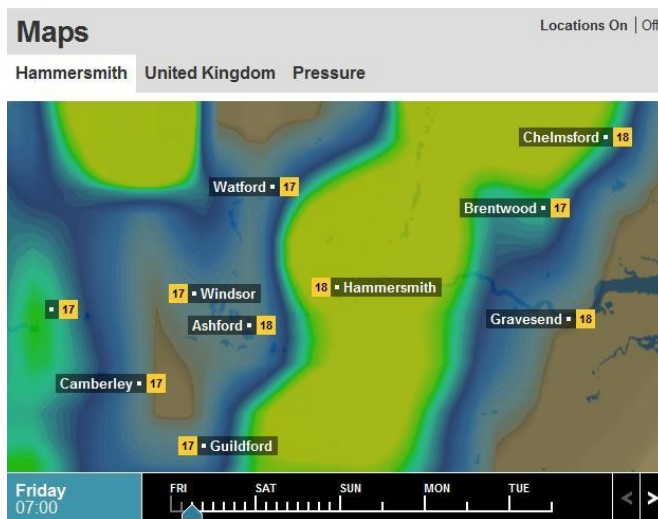 Maps
Locations On | Off
Hammersmith United Kingdom Pressure
Chelmsford 18
Watford 17
Brentwood 17
17 Windsor
18 Hammersmith
17
Ashford 18
Gravesend 18
Camberley 17
17 Guildford
Friday
07:00
FRI SAT SUN MON TUE
< >